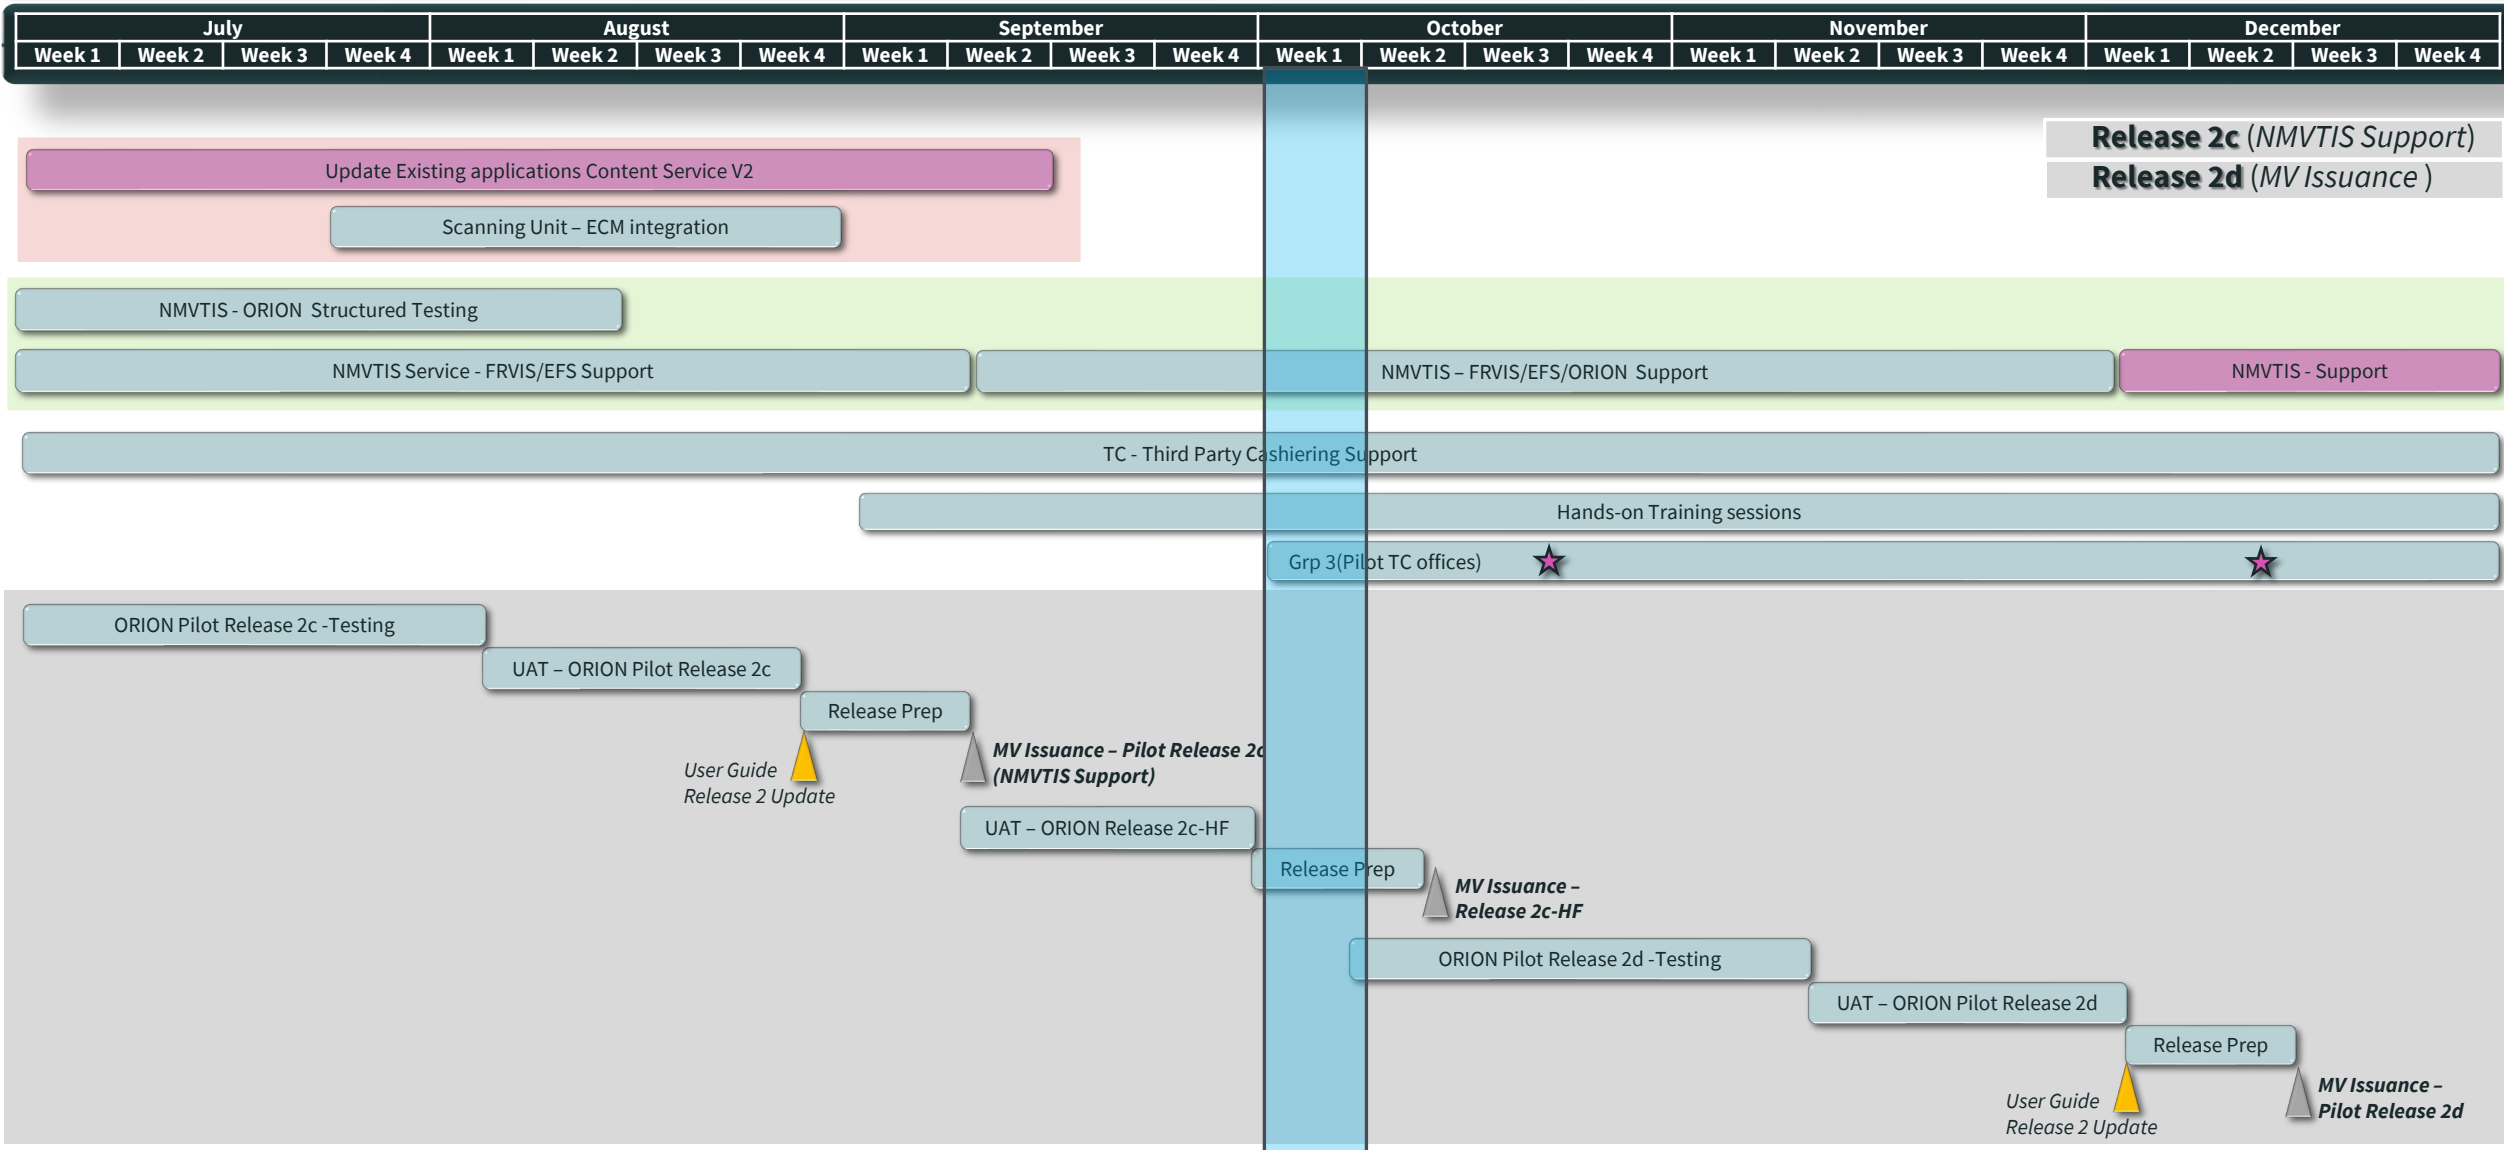 July August September October November December
Week 1 Week 2 Week 3 Week 4 Week 1 Week 2 Week 3 Week 4 Week 1 Week 2 Week 3 Week 4 Week 1 Week 2 Week 3 Week 4 Week 1 Week 2 Week 3 Week 4 Week 1 Week 2 Week 3 Week 4
Release 2c (NMVTIS Support)
Release 2d (MV Issuance )
Update Existing applications Content Service V2
Scanning Unit – ECM integration
NMVTIS - ORION Structured Testing
NMVTIS Service - FRVIS/EFS Support
NMVTIS – FRVIS/EFS/ORION Support
NMVTIS - Support
TC - Third Party Cashiering Support
Hands-on Training sessions
Grp 3(Pilot TC offices)
ORION Pilot Release 2c -Testing
UAT – ORION Pilot Release 2c
Release Prep
User Guide
Release 2 Update
MV Issuance – Pilot Release 2c
(NMVTIS Support)
UAT – ORION Release 2c-HF
Release Prep
MV Issuance –
Release 2c-HF
ORION Pilot Release 2d -Testing
UAT – ORION Pilot Release 2d
Release Prep
User Guide
Release 2 Update
MV Issuance –
Pilot Release 2d